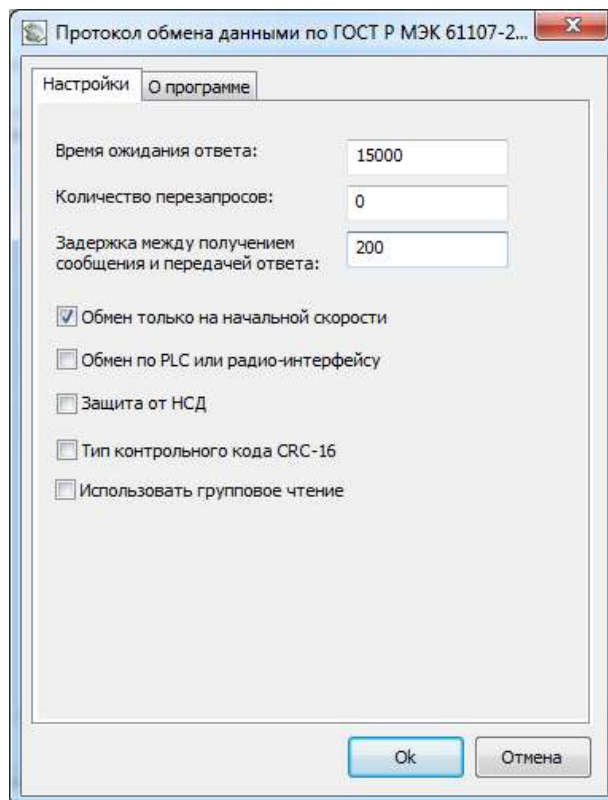 Протокол обмена данными по ГОСТ Р МЭК 61107-2...
Настройки
О программе
Время ожидания ответа:
15000
Количество перезапросов:
0
Задержка между получением
сообщения и передачей ответа:
200
Обмен только на начальной скорости
Обмен по PLC или радио-интерфейсу
Защита от НСД
Тип контрольного кода CRC-16
Использовать групповое чтение
Ok
Отмена